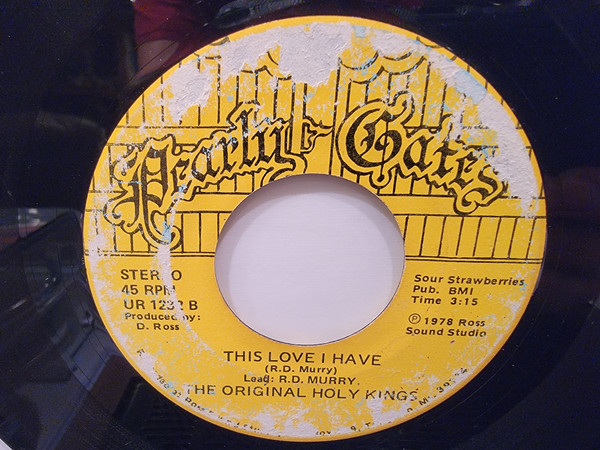 Pearly Gates
STEREO
45 RPM
UR 1232 B
Produced by:
D. Ross
Sour Strawberries
Pub. BMI
Time 3:15
Ⓟ 1978 Ross
Sound Studio
THIS LOVE I HAVE
(R.D. Murry)
Lead: R.D. MURRY.
THE ORIGINAL HOLY KINGS